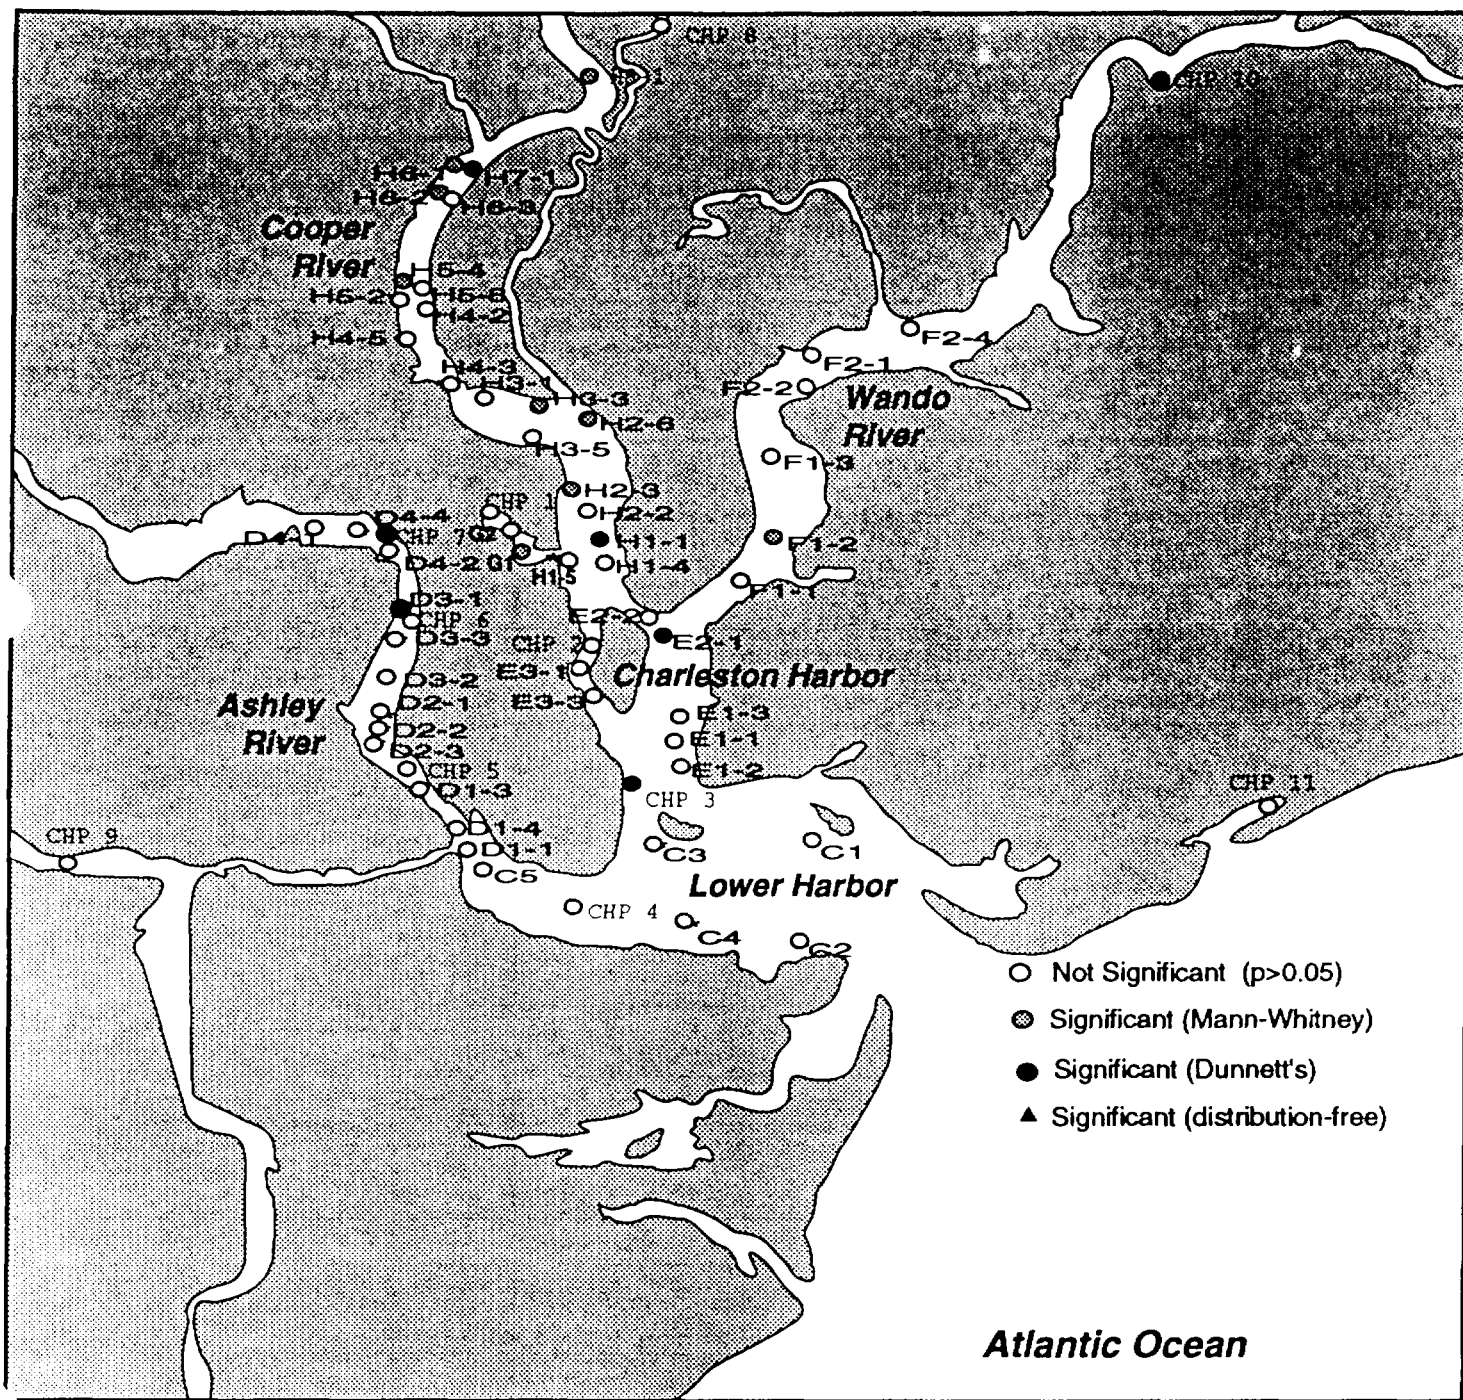 CHP 8
CHP 10
H7-1
H6-2
H6-3
Cooper
River
H5-4
H5-2
H4-2
H4-5
H4-3
H3-1
H3-3
H2-6
H3-5
F2-4
F2-1
F2-2
Wando
River
F1-3
H2-3
CHP 1
H2-2
D4-4
D4-1
CHP 7
G2
H1-1
F1-2
D4-2
G1
H1-5
H1-4
F1-1
D3-1
CHP 6
E2-2
D3-3
CHP 2
E2-1
D3-2
E3-1
Charleston Harbor
E3-3
D2-1
Ashley
River
D2-2
E1-3
D2-3
E1-1
CHP 5
E1-2
D1-3
CHP 3
CHP 11
D1-4
CHP 9
D1-1
C3
C1
C5
Lower Harbor
CHP 4
C4
C2
Not Significant (p>0.05)
Significant (Mann-Whitney)
Significant (Dunnett's)
Significant (distribution-free)
Atlantic Ocean